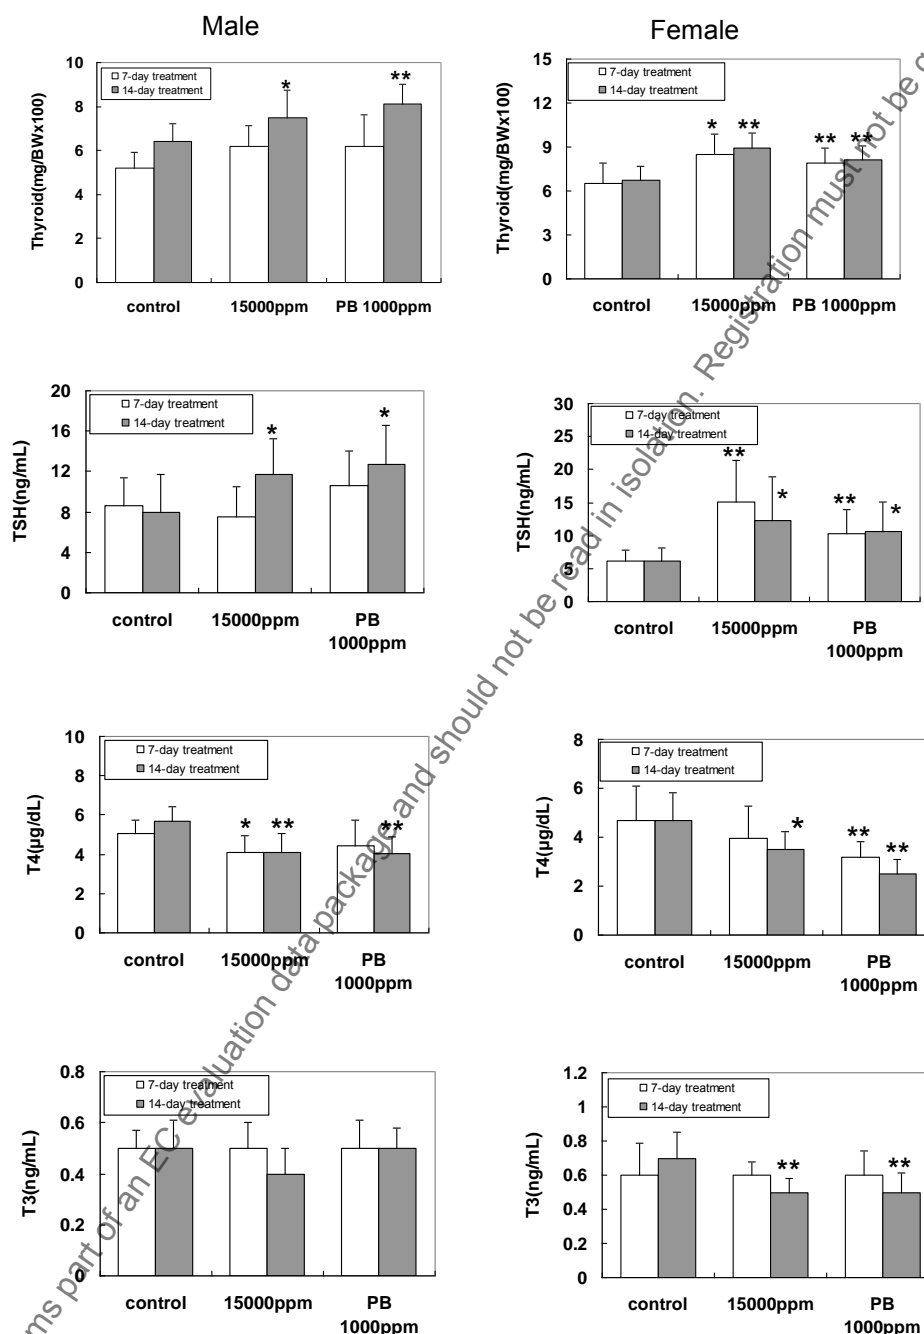 Male
Female
7-day treatment
14-day treatment
Thyroid(mg/BWx100)
10
8
6
4
2
0
*
**
control
15000ppm
PB 1000ppm
7-day treatment
14-day treatment
Thyroid(mg/BWx100)
15
12
9
6
3
0
*
**
**
**
control
15000ppm
PB 1000ppm
7-day treatment
14-day treatment
TSH(ng/mL)
20
16
12
8
4
0
*
*
control
15000ppm
PB
1000ppm
7-day treatment
14-day treatment
TSH(ng/mL)
30
25
20
15
10
5
0
**
*
**
*
control
15000ppm
PB
1000ppm
7-day treatment
14-day treatment
T4(µg/dL)
10
8
6
4
2
0
*
**
**
control
15000ppm
PB
1000ppm
7-day treatment
14-day treatment
T4(µg/dL)
8
6
4
2
0
*
**
**
control
15000ppm
PB
1000ppm
7-day treatment
14-day treatment
T3(ng/mL)
0.8
0.6
0.4
0.2
0
control
15000ppm
PB
1000ppm
7-day treatment
14-day treatment
T3(ng/mL)
1.2
1
0.8
0.6
0.4
0.2
0
**
**
control
15000ppm
PB
1000ppm
part of an EC evaluation data package and should not be read in isolation. Registration must not be